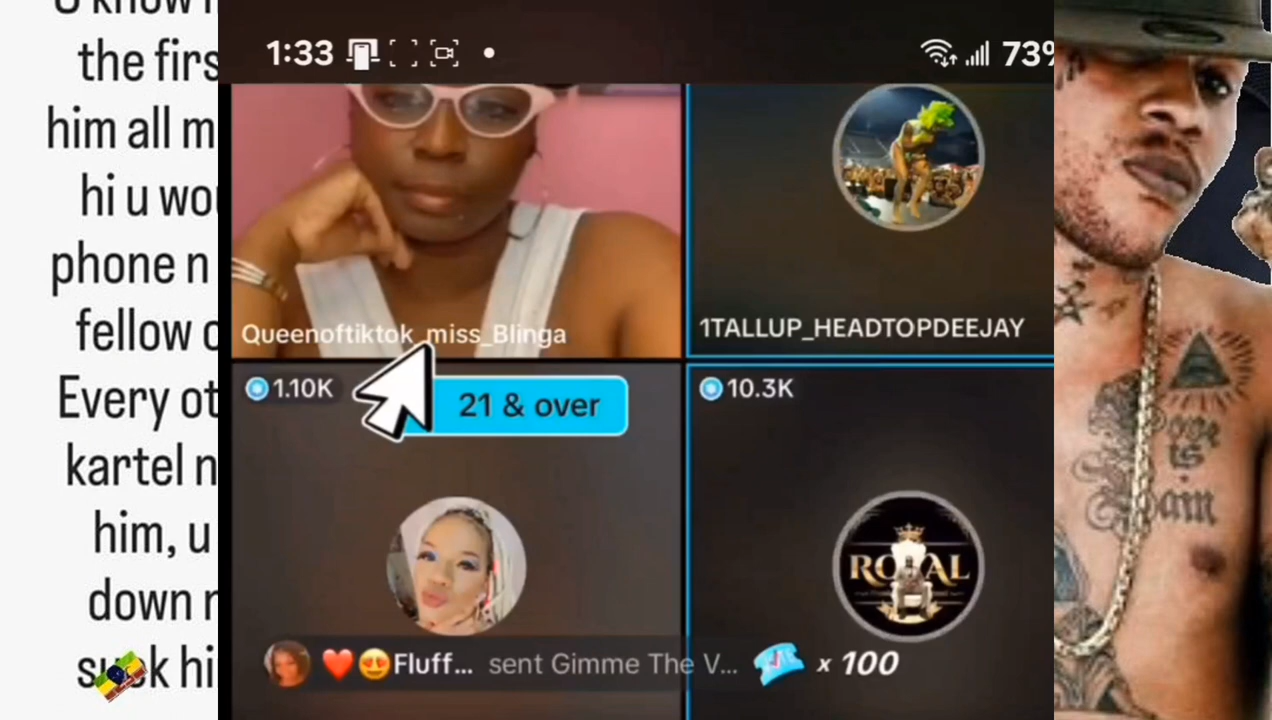 the firs
him all m
hi u wo
phone n
fellow o
Every ot
kartel n
him, u
down r
hi
1:33
73%
Queenoftiktok_miss_Blinga
1TALLUP_HEADTOPDEEJAY
1.10K
21 & over
10.3K
ROYAL
Fluff... sent Gimme The V... x 100
is